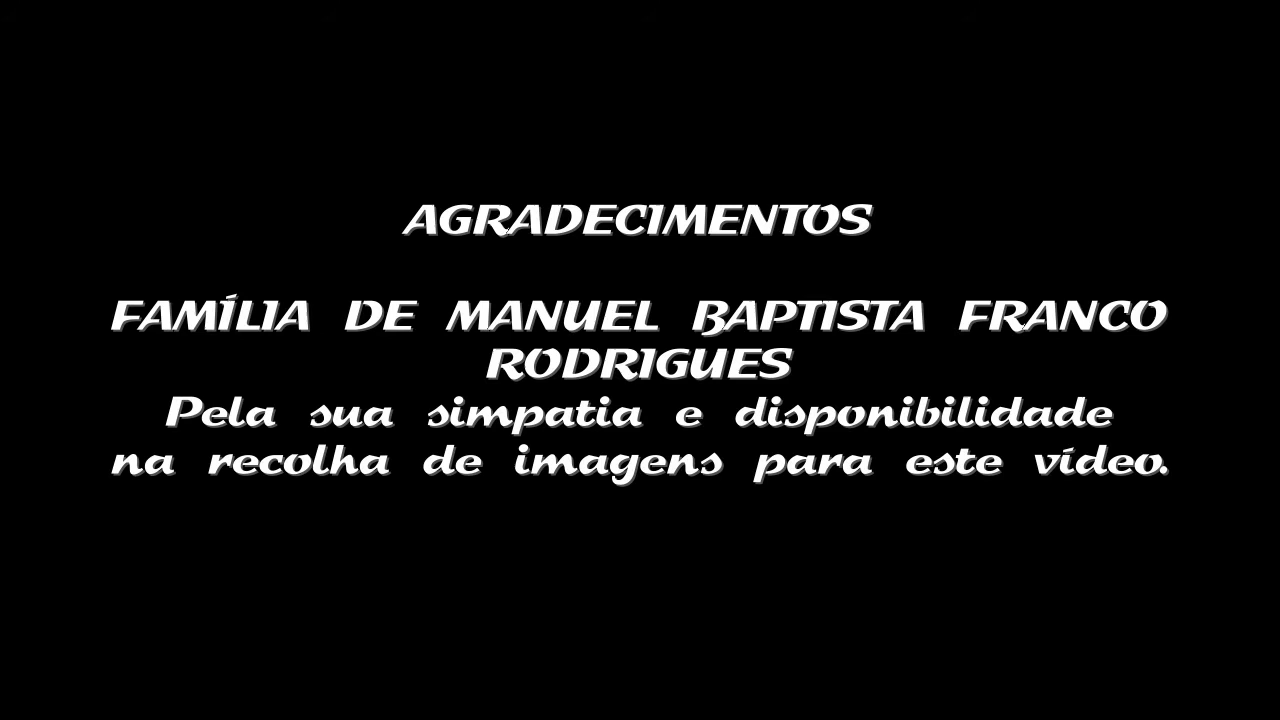 AGRADECIMENTOS
FAMÍLIA DE MANUEL BAPTISTA FRANCO
RODRIGUES
Pela sua simpatia e disponibilidade
na recolha de imagens para este vídeo.